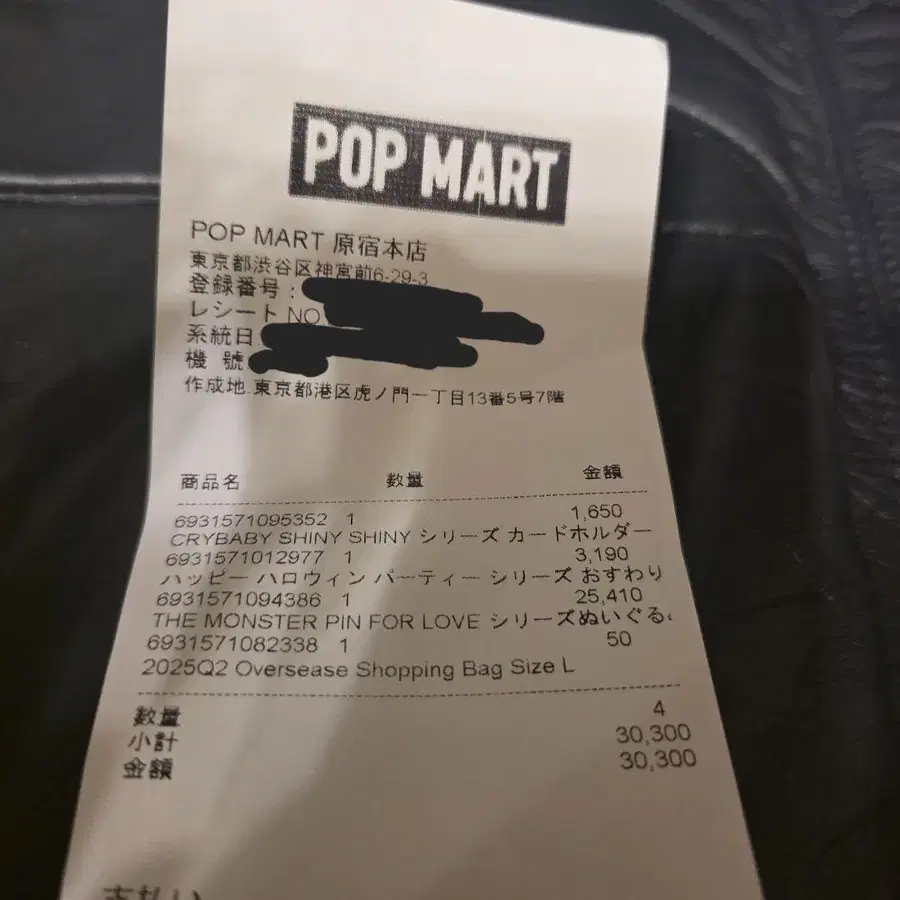 POP MART
POP MART 原宿本店
東京都渋谷区神宮前6-29-3
登録番号:
レシート NO
系統日
機 號
作成地.東京都港区虎ノ門一丁目13番5号7階
商品名 数量 金額
6931571095352 1 1,650
CRYBABY SHINY SHINY シリーズ カードホルダー
6931571012977 1 3,190
ハッピー ハロウィン パーティー シリーズ おすわり
6931571094386 1 25,410
THE MONSTER PIN FOR LOVE シリーズぬいぐる
6931571082338 1 50
2025Q2 Oversease Shopping Bag Size L
数量 4
小計 30,300
金額 30,300
支払い